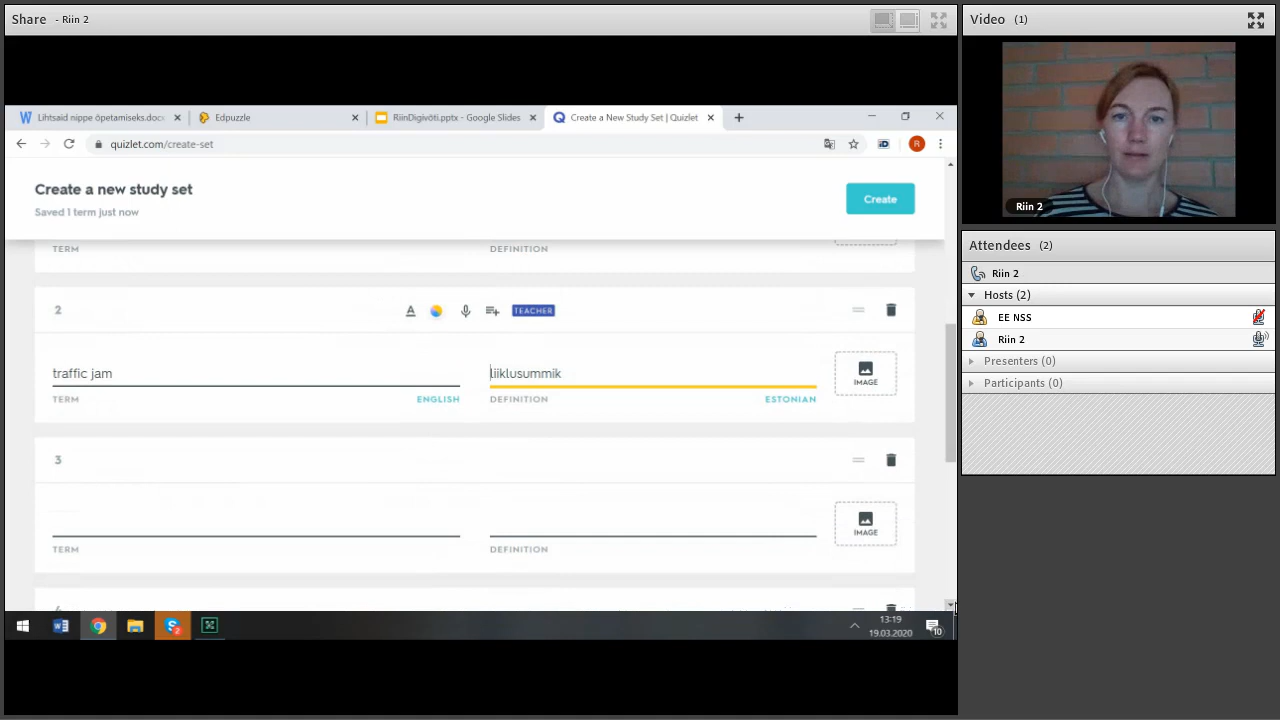 Share - Riin 2
Video (1)
Lihtsaid nippe õpetamiseks.docx
Edpuzzle
RiinDigivõti.pptx - Google Slides
Create a New Study Set | Quizlet
quizlet.com/create-set
R
Create a new study set
Saved 1 term just now
Create
Riin 2
TERM
DEFINITION
2
TEACHER
traffic jam
liiklusummik
IMAGE
TERM
ENGLISH
DEFINITION
ESTONIAN
3
IMAGE
TERM
DEFINITION
Attendees (2)
Riin 2
Hosts (2)
EE NSS
Riin 2
Presenters (0)
Participants (0)
13:19
19.03.2020
10